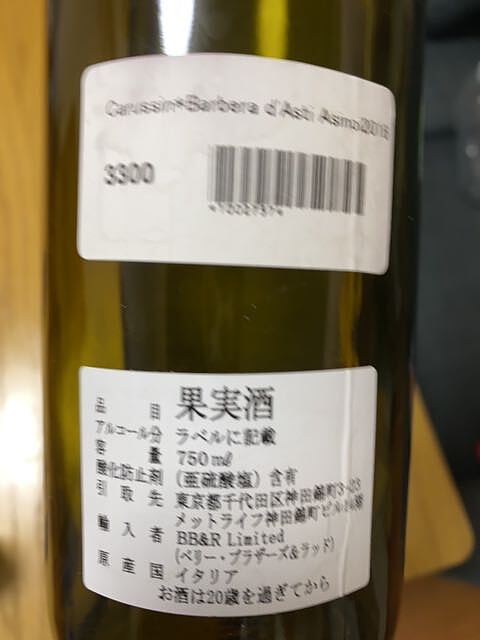 Carussin*Barbera d'Asti Asinoi2016
3300
品目 果実酒
アルコール分 ラベルに記載
容量 750㎖
酸化防止剤 (亜硫酸塩) 含有
引取先 東京都千代田区神田錦町3-23
メットライフ神田錦町ビル
輸入者 BB&R Limited
(ベリー・ブラザーズ&ラッド)
原産国 イタリア
お酒は20歳を過ぎてから